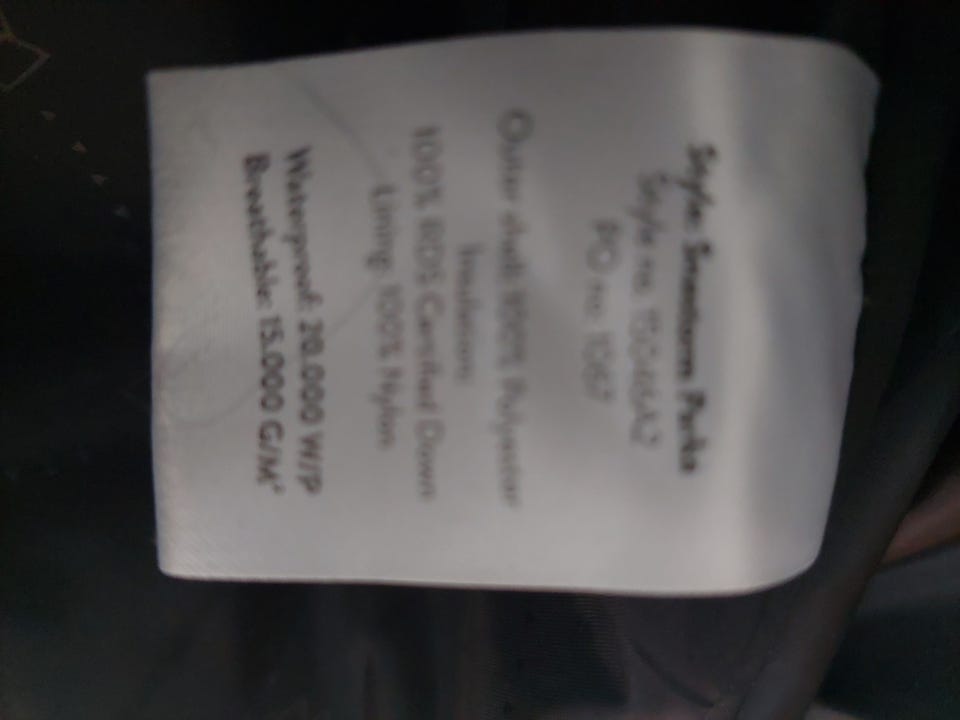 Style: Snowstorm Parka
Style no.
PO no. 1067
Outer shell: 100% Polyester
Insulation:
100% RDS Certified Down
Lining: 100% Nylon
Waterproof: 20.000 W/P
Breathable: 15.000 G/M²